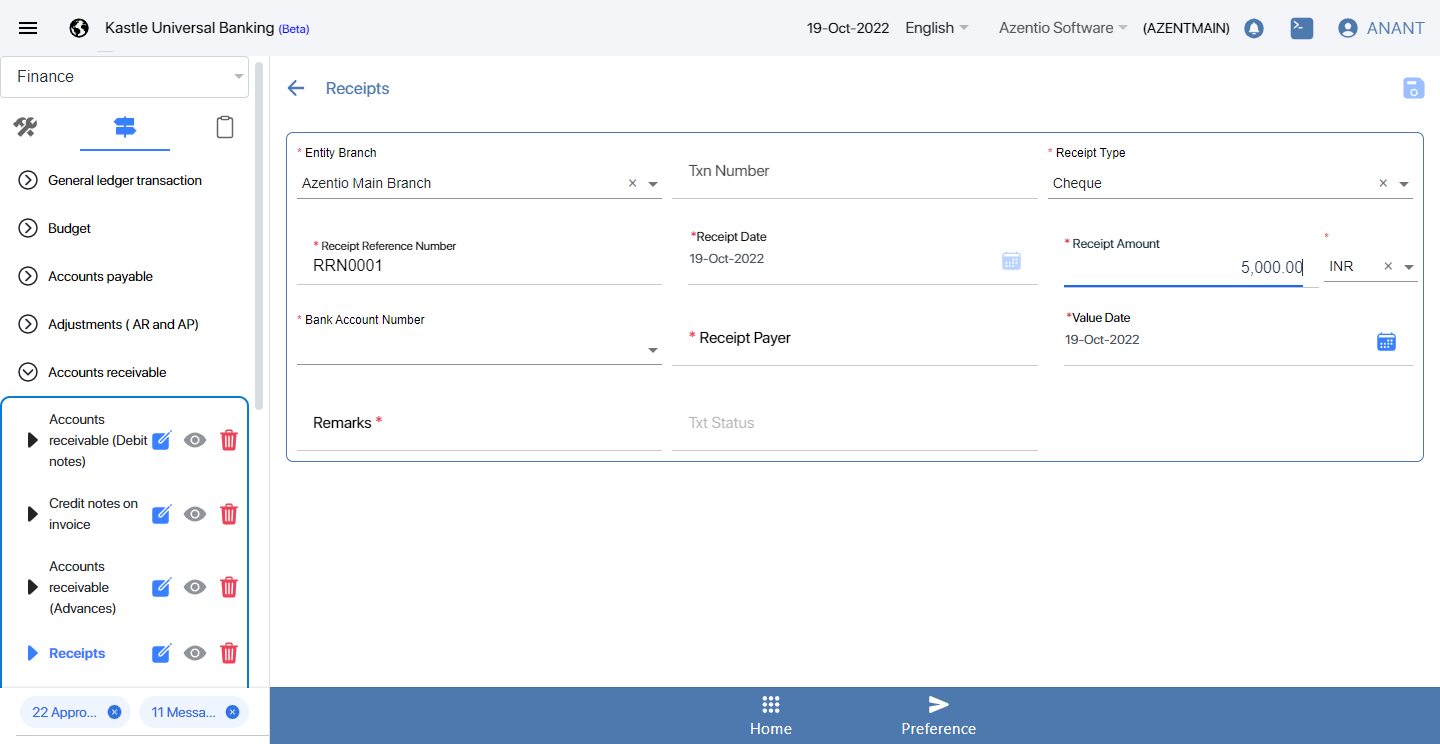 Kastle Universal Banking (Beta)
19-Oct-2022 English Azentio Software (AZENTMAIN) ANANT
Finance
General ledger transaction
Budget
Accounts payable
Adjustments ( AR and AP)
Accounts receivable
Accounts
receivable (Debit
notes)
Credit notes on
invoice
Accounts
receivable
(Advances)
Receipts
22 Appro...
11 Messa...
Receipts
* Entity Branch
Azentio Main Branch
Txn Number
* Receipt Type
Cheque
* Receipt Reference Number
RRN0001
*Receipt Date
19-Oct-2022
* Receipt Amount
5,000.00
*
INR
* Bank Account Number
* Receipt Payer
*Value Date
19-Oct-2022
Remarks *
Txt Status
Home
Preference